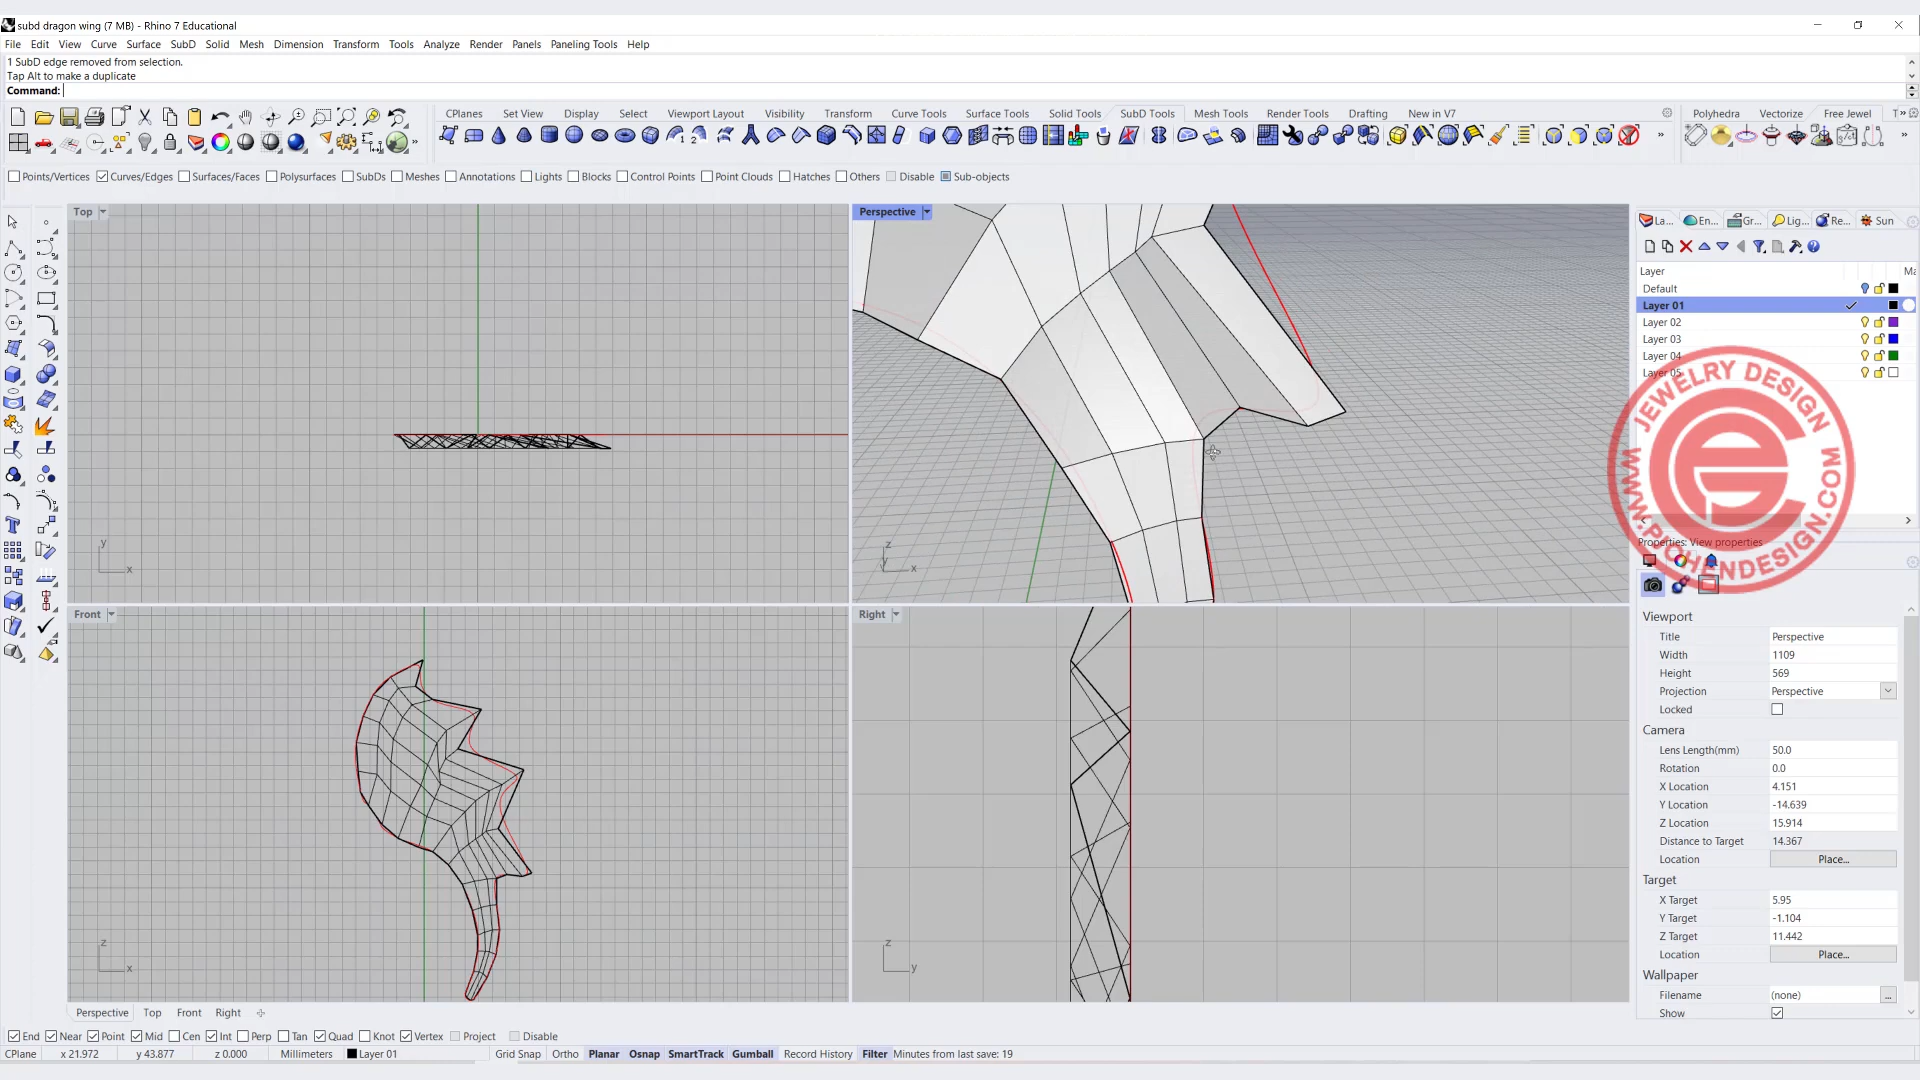 subd dragon wing (7 MB) - Rhino 7 Educational
File Edit View Curve Surface SubD Solid Mesh Dimension Transform Tools Analyze Render Panels Paneling Tools Help
1 SubD edge removed from selection.
Tap Alt to make a duplicate
Command:
CPlanes Set View Display Select Viewport Layout Visibility Transform Curve Tools Surface Tools Solid Tools SubD Tools Mesh Tools Render Tools Drafting New in V7 Polyhedra Vectorize Free Jewel T »
Points/Vertices Curves/Edges Surfaces/Faces Polysurfaces SubDs Meshes Annotations Lights Blocks Control Points Point Clouds Hatches Others Disable Sub-objects
Top
y
x
Perspective
z
y
x
Front
z
x
Right
z
y
La... En... Gr... Lig... Re... Sun
Layer Ma
Default
Layer 01
Layer 02
Layer 03
Layer 04
Layer 05
JEWELRY DESIGN
WWW.POHENDESIGN.COM
Properties: View properties
Viewport
Title Perspective
Width 1109
Height 569
Projection Perspective
Locked
Camera
Lens Length(mm) 50.0
Rotation 0.0
X Location 4.151
Y Location -14.639
Z Location 15.914
Distance to Target 14.367
Location Place...
Target
X Target 5.95
Y Target -1.104
Z Target 11.442
Location Place...
Wallpaper
Filename (none) ...
Show
Perspective Top Front Right
End Near Point Mid Cen Int Perp Tan Quad Knot Vertex Project Disable
CPlane x 21.972 y 43.877 z 0.000 Millimeters Layer 01 Grid Snap Ortho Planar Osnap SmartTrack Gumball Record History Filter Minutes from last save: 19